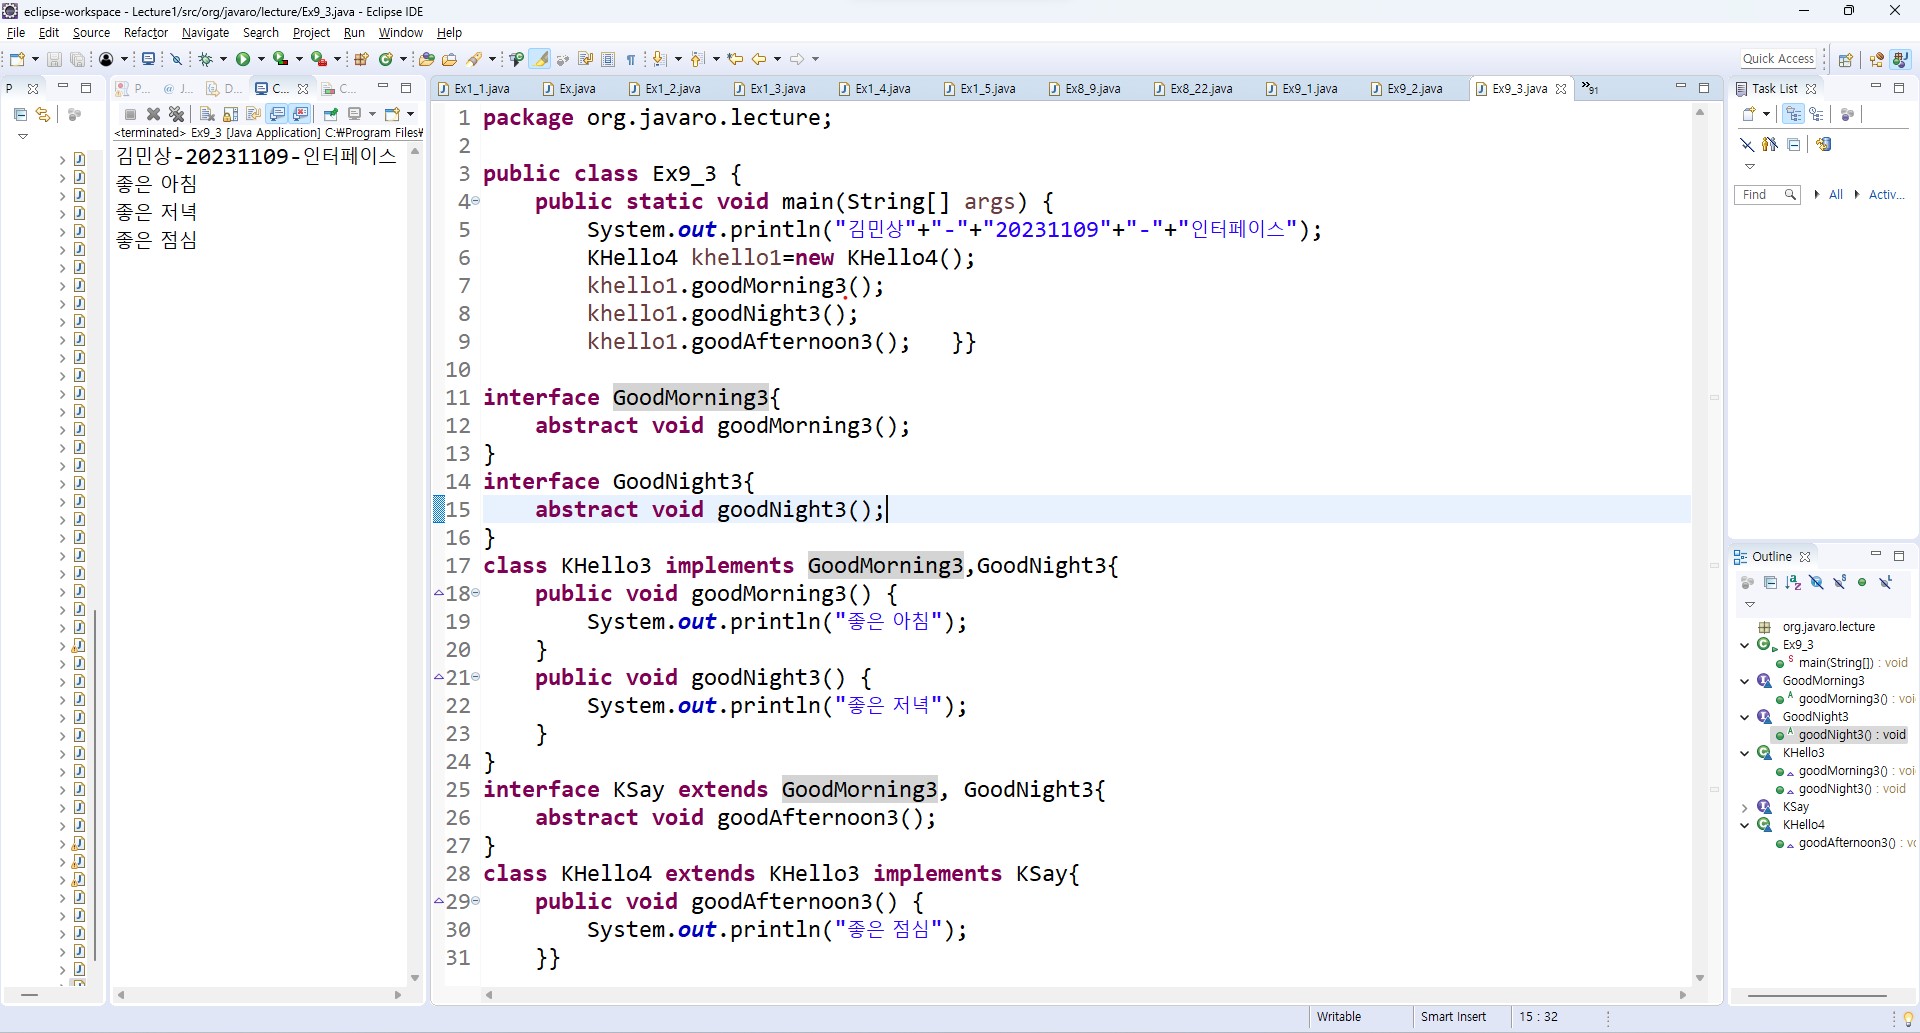 eclipse-workspace - Lecture1/src/org/javaro/lecture/Ex9_3.java - Eclipse IDE
File Edit Source Refactor Navigate Search Project Run Window Help
Quick Access
P
P... @ J... D... C... C...
<terminated> Ex9_3 [Java Application] C:₩Program Files₩
김민상-20231109-인터페이스
좋은 아침
좋은 저녁
좋은 점심
Ex1_1.java Ex.java Ex1_2.java Ex1_3.java Ex1_4.java Ex1_5.java Ex8_9.java Ex8_22.java Ex9_1.java Ex9_2.java Ex9_3.java »91
1 package org.javaro.lecture;
2
3 public class Ex9_3 {
4 public static void main(String[] args) {
5 System.out.println("김민상"+"-"+"20231109"+"-"+"인터페이스");
6 KHello4 khello1=new KHello4();
7 khello1.goodMorning3();
8 khello1.goodNight3();
9 khello1.goodAfternoon3(); }}
10
11 interface GoodMorning3{
12 abstract void goodMorning3();
13 }
14 interface GoodNight3{
15 abstract void goodNight3();
16 }
17 class KHello3 implements GoodMorning3,GoodNight3{
18 public void goodMorning3() {
19 System.out.println("좋은 아침");
20 }
21 public void goodNight3() {
22 System.out.println("좋은 저녁");
23 }
24 }
25 interface KSay extends GoodMorning3, GoodNight3{
26 abstract void goodAfternoon3();
27 }
28 class KHello4 extends KHello3 implements KSay{
29 public void goodAfternoon3() {
30 System.out.println("좋은 점심");
31 }}
Task List
Find All Activ...
Outline
org.javaro.lecture
Ex9_3
main(String[]) : void
GoodMorning3
goodMorning3() : voi
GoodNight3
goodNight3() : void
KHello3
goodMorning3() : voi
goodNight3() : void
KSay
KHello4
goodAfternoon3() : vo
Writable Smart Insert 15 : 32